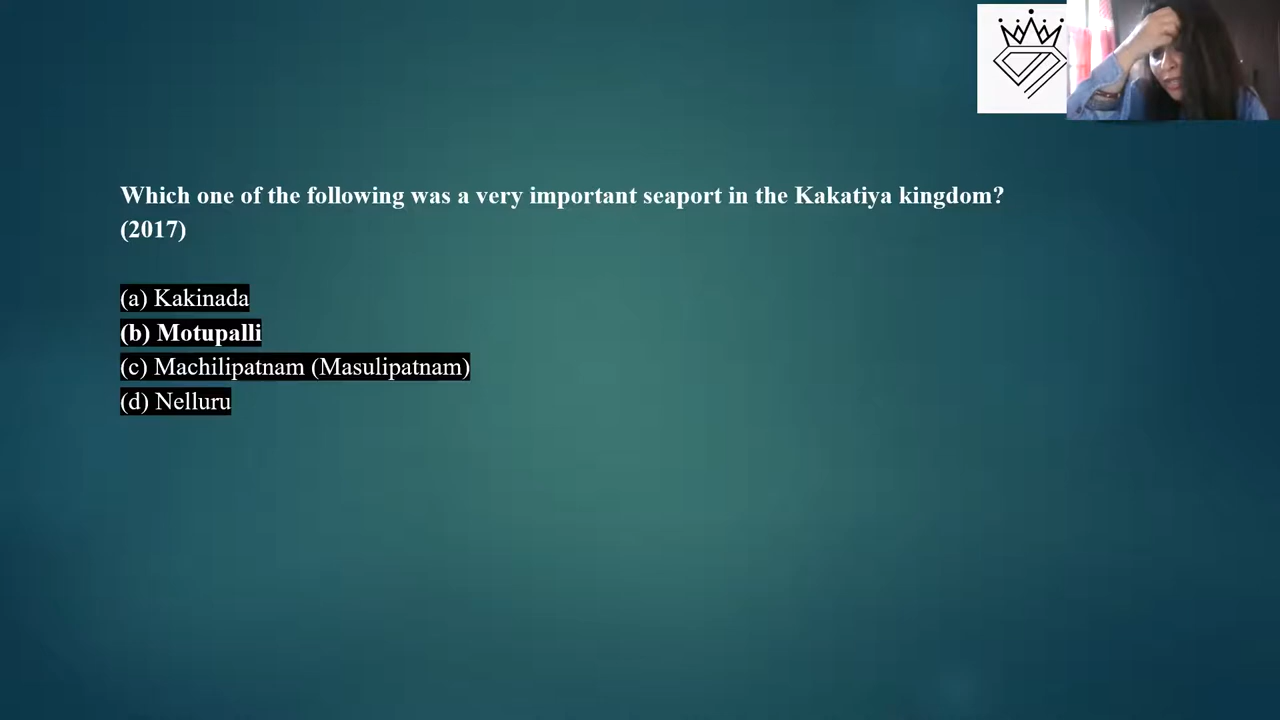 Which one of the following was a very important seaport in the Kakatiya kingdom?
(2017)
(a) Kakinada
(b) Motupalli
(c) Machilipatnam (Masulipatnam)
(d) Nelluru